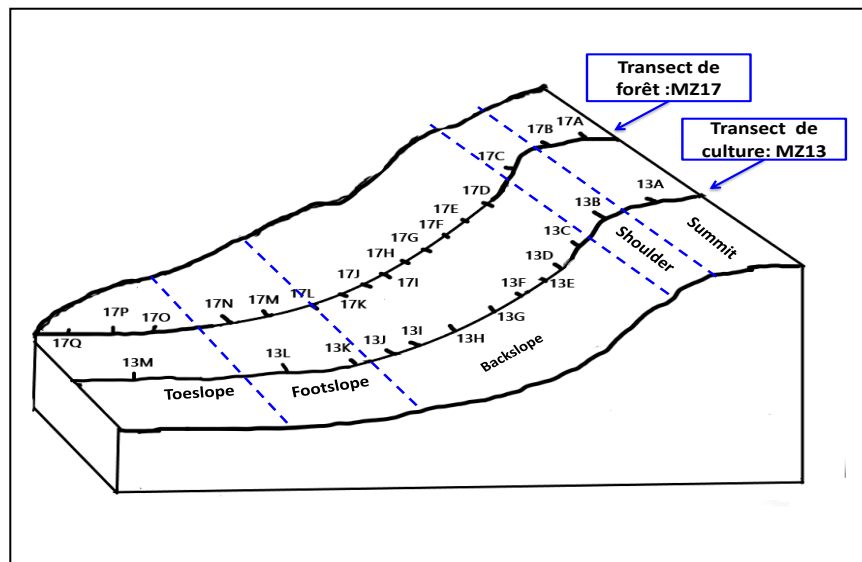 Transect de
forêt :MZ17
Transect de
culture: MZ13
17A
17B
17C
17D
17E
17F
17G
17H
17I
17J
17K
17L
17M
17N
17O
17P
17Q
13A
13B
13C
13D
13E
13F
13G
13H
13I
13J
13K
13L
13M
Summit
Shoulder
Backslope
Footslope
Toeslope